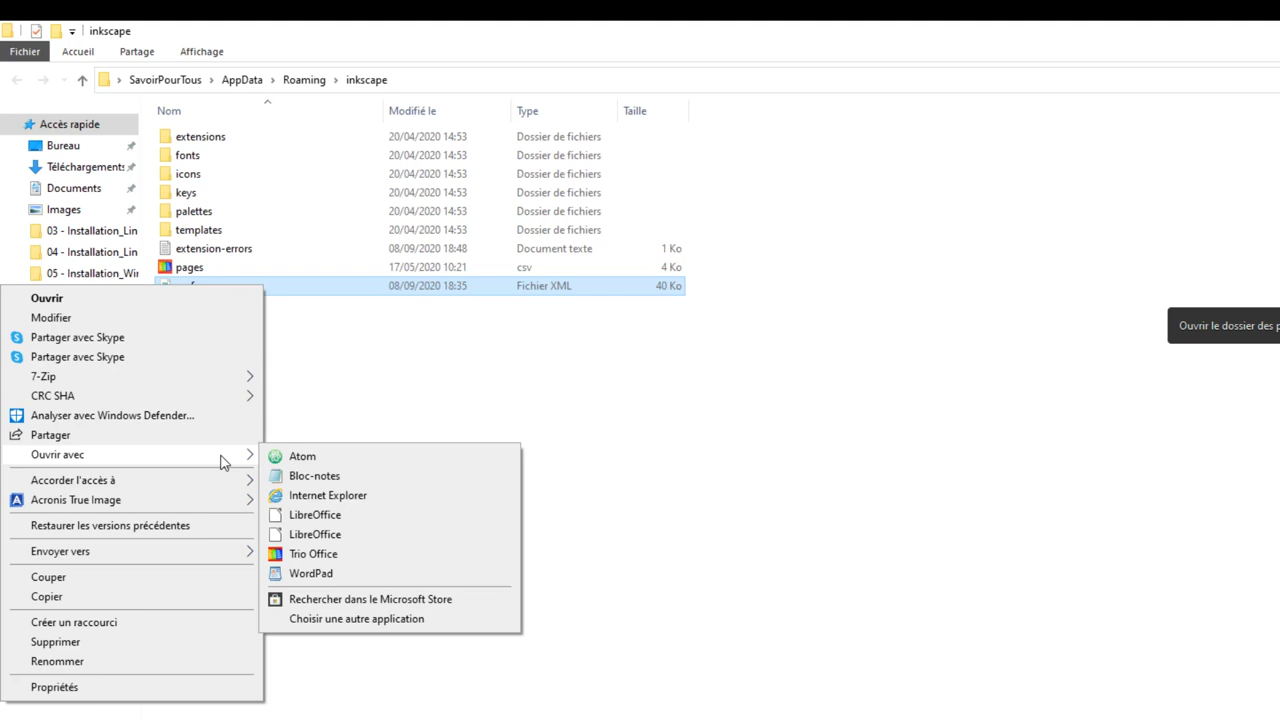 inkscape
Fichier Accueil Partage Affichage
SavoirPourTous AppData Roaming inkscape
Nom Modifié le Type Taille
Accès rapide
Bureau
Téléchargements
Documents
Images
03 - Installation_Lin
04 - Installation_Lin
05 - Installation_Wir
extensions 20/04/2020 14:53 Dossier de fichiers
fonts 20/04/2020 14:53 Dossier de fichiers
icons 20/04/2020 14:53 Dossier de fichiers
keys 20/04/2020 14:53 Dossier de fichiers
palettes 20/04/2020 14:53 Dossier de fichiers
templates 20/04/2020 14:53 Dossier de fichiers
extension-errors 08/09/2020 18:48 Document texte 1 Ko
pages 17/05/2020 10:21 csv 4 Ko
08/09/2020 18:35 Fichier XML 40 Ko
Ouvrir
Modifier
Partager avec Skype
Partager avec Skype
7-Zip
CRC SHA
Analyser avec Windows Defender...
Partager
Ouvrir avec
Accorder l'accès à
Acronis True Image
Restaurer les versions précédentes
Envoyer vers
Couper
Copier
Créer un raccourci
Supprimer
Renommer
Propriétés
Atom
Bloc-notes
Internet Explorer
LibreOffice
LibreOffice
Trio Office
WordPad
Rechercher dans le Microsoft Store
Choisir une autre application
Ouvrir le dossier des p